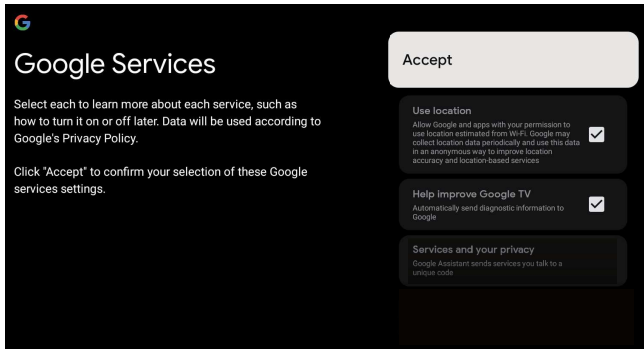 Google Services
Select each to learn more about each service, such as
how to turn it on or off later. Data will be used according to
Google's Privacy Policy.
Click "Accept" to confirm your selection of these Google
services settings.
Accept
Use location
Allow Google and apps with your permission to
use location estimated from Wi-Fi. Google may
collect location data periodically and use this data
in an anonymous way to improve location
accuracy and location-based services
Help improve Google TV
Automatically send diagnostic information to
Google
Services and your privacy
Google Assistant sends services you talk to a
unique code